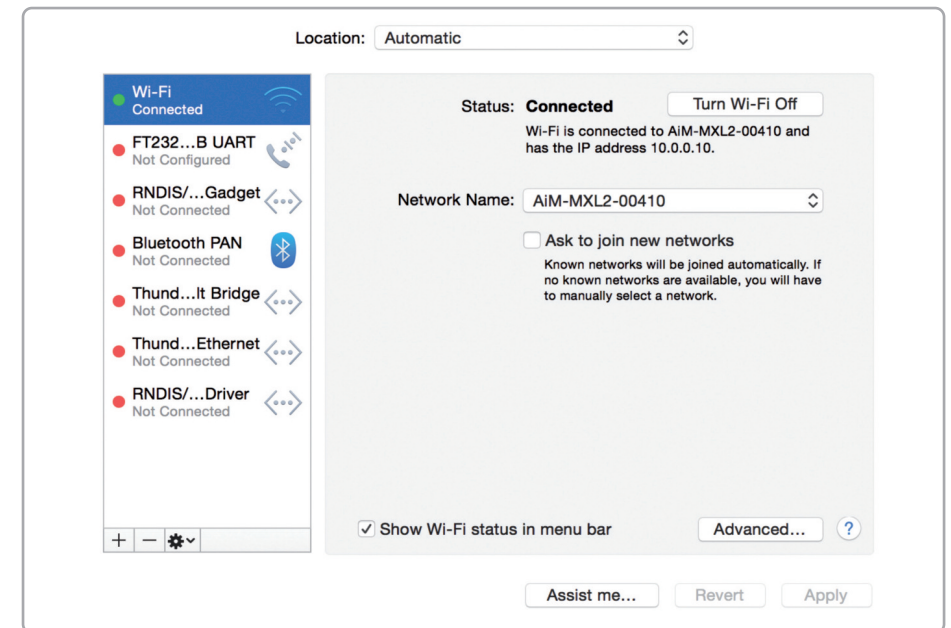 Location: Automatic
Wi-Fi
Connected
FT232...B UART
Not Configured
RNDIS/...Gadget
Not Connected
Bluetooth PAN
Not Connected
Thund...lt Bridge
Not Connected
Thund...Ethernet
Not Connected
RNDIS/...Driver
Not Connected
Status: Connected
Turn Wi-Fi Off
Wi-Fi is connected to AiM-MXL2-00410 and
has the IP address 10.0.0.10.
Network Name: AiM-MXL2-00410
Ask to join new networks
Known networks will be joined automatically. If
no known networks are available, you will have
to manually select a network.
Show Wi-Fi status in menu bar
Advanced...
?
Assist me...
Revert
Apply